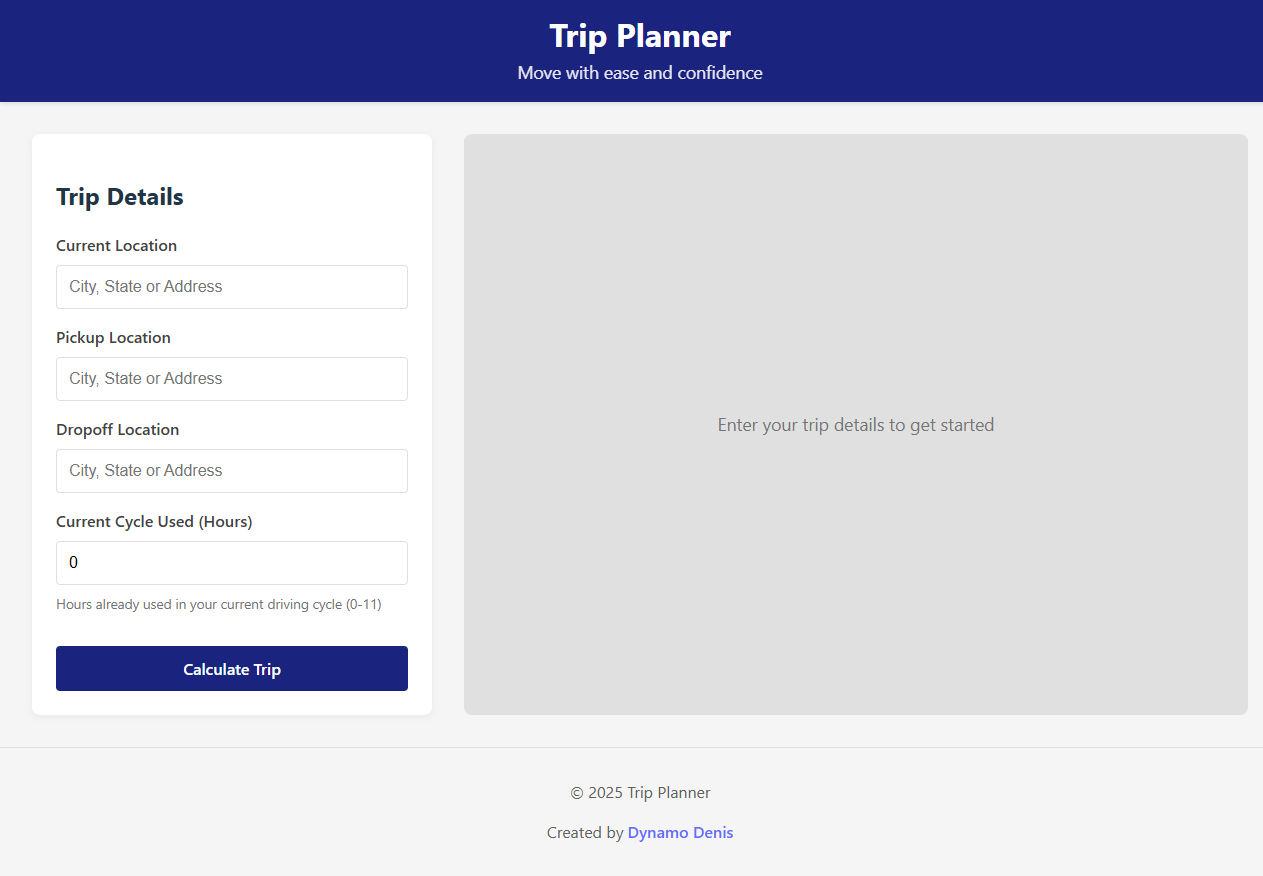 Trip Planner
Move with ease and confidence
Trip Details
Current Location
City, State or Address
Pickup Location
City, State or Address
Dropoff Location
City, State or Address
Current Cycle Used (Hours)
0
Hours already used in your current driving cycle (0-11)
Calculate Trip
Enter your trip details to get started
© 2025 Trip Planner
Created by Dynamo Denis